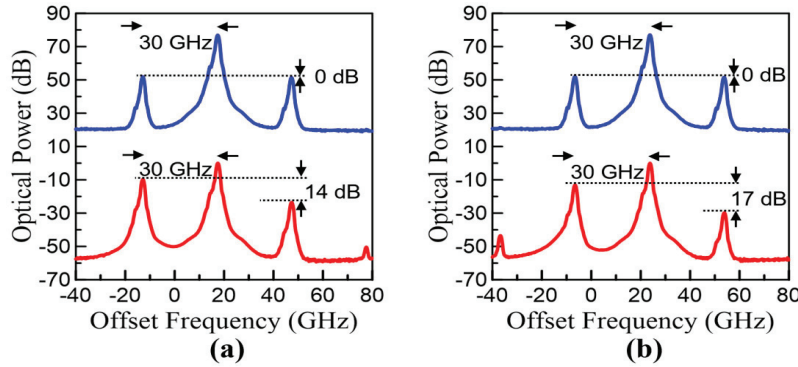 90
70
50
30
10
-10
-30
-50
70
Optical Power (dB)
30 GHz
0 dB
30 GHz
14 dB
-40 -20 0 20 40 60 80
Offset Frequency (GHz)
(a)
90
70
50
30
10
-10
-30
-50
70
Optical Power (dB)
30 GHz
0 dB
30 GHz
17 dB
-40 -20 0 20 40 60 80
Offset Frequency (GHz)
(b)